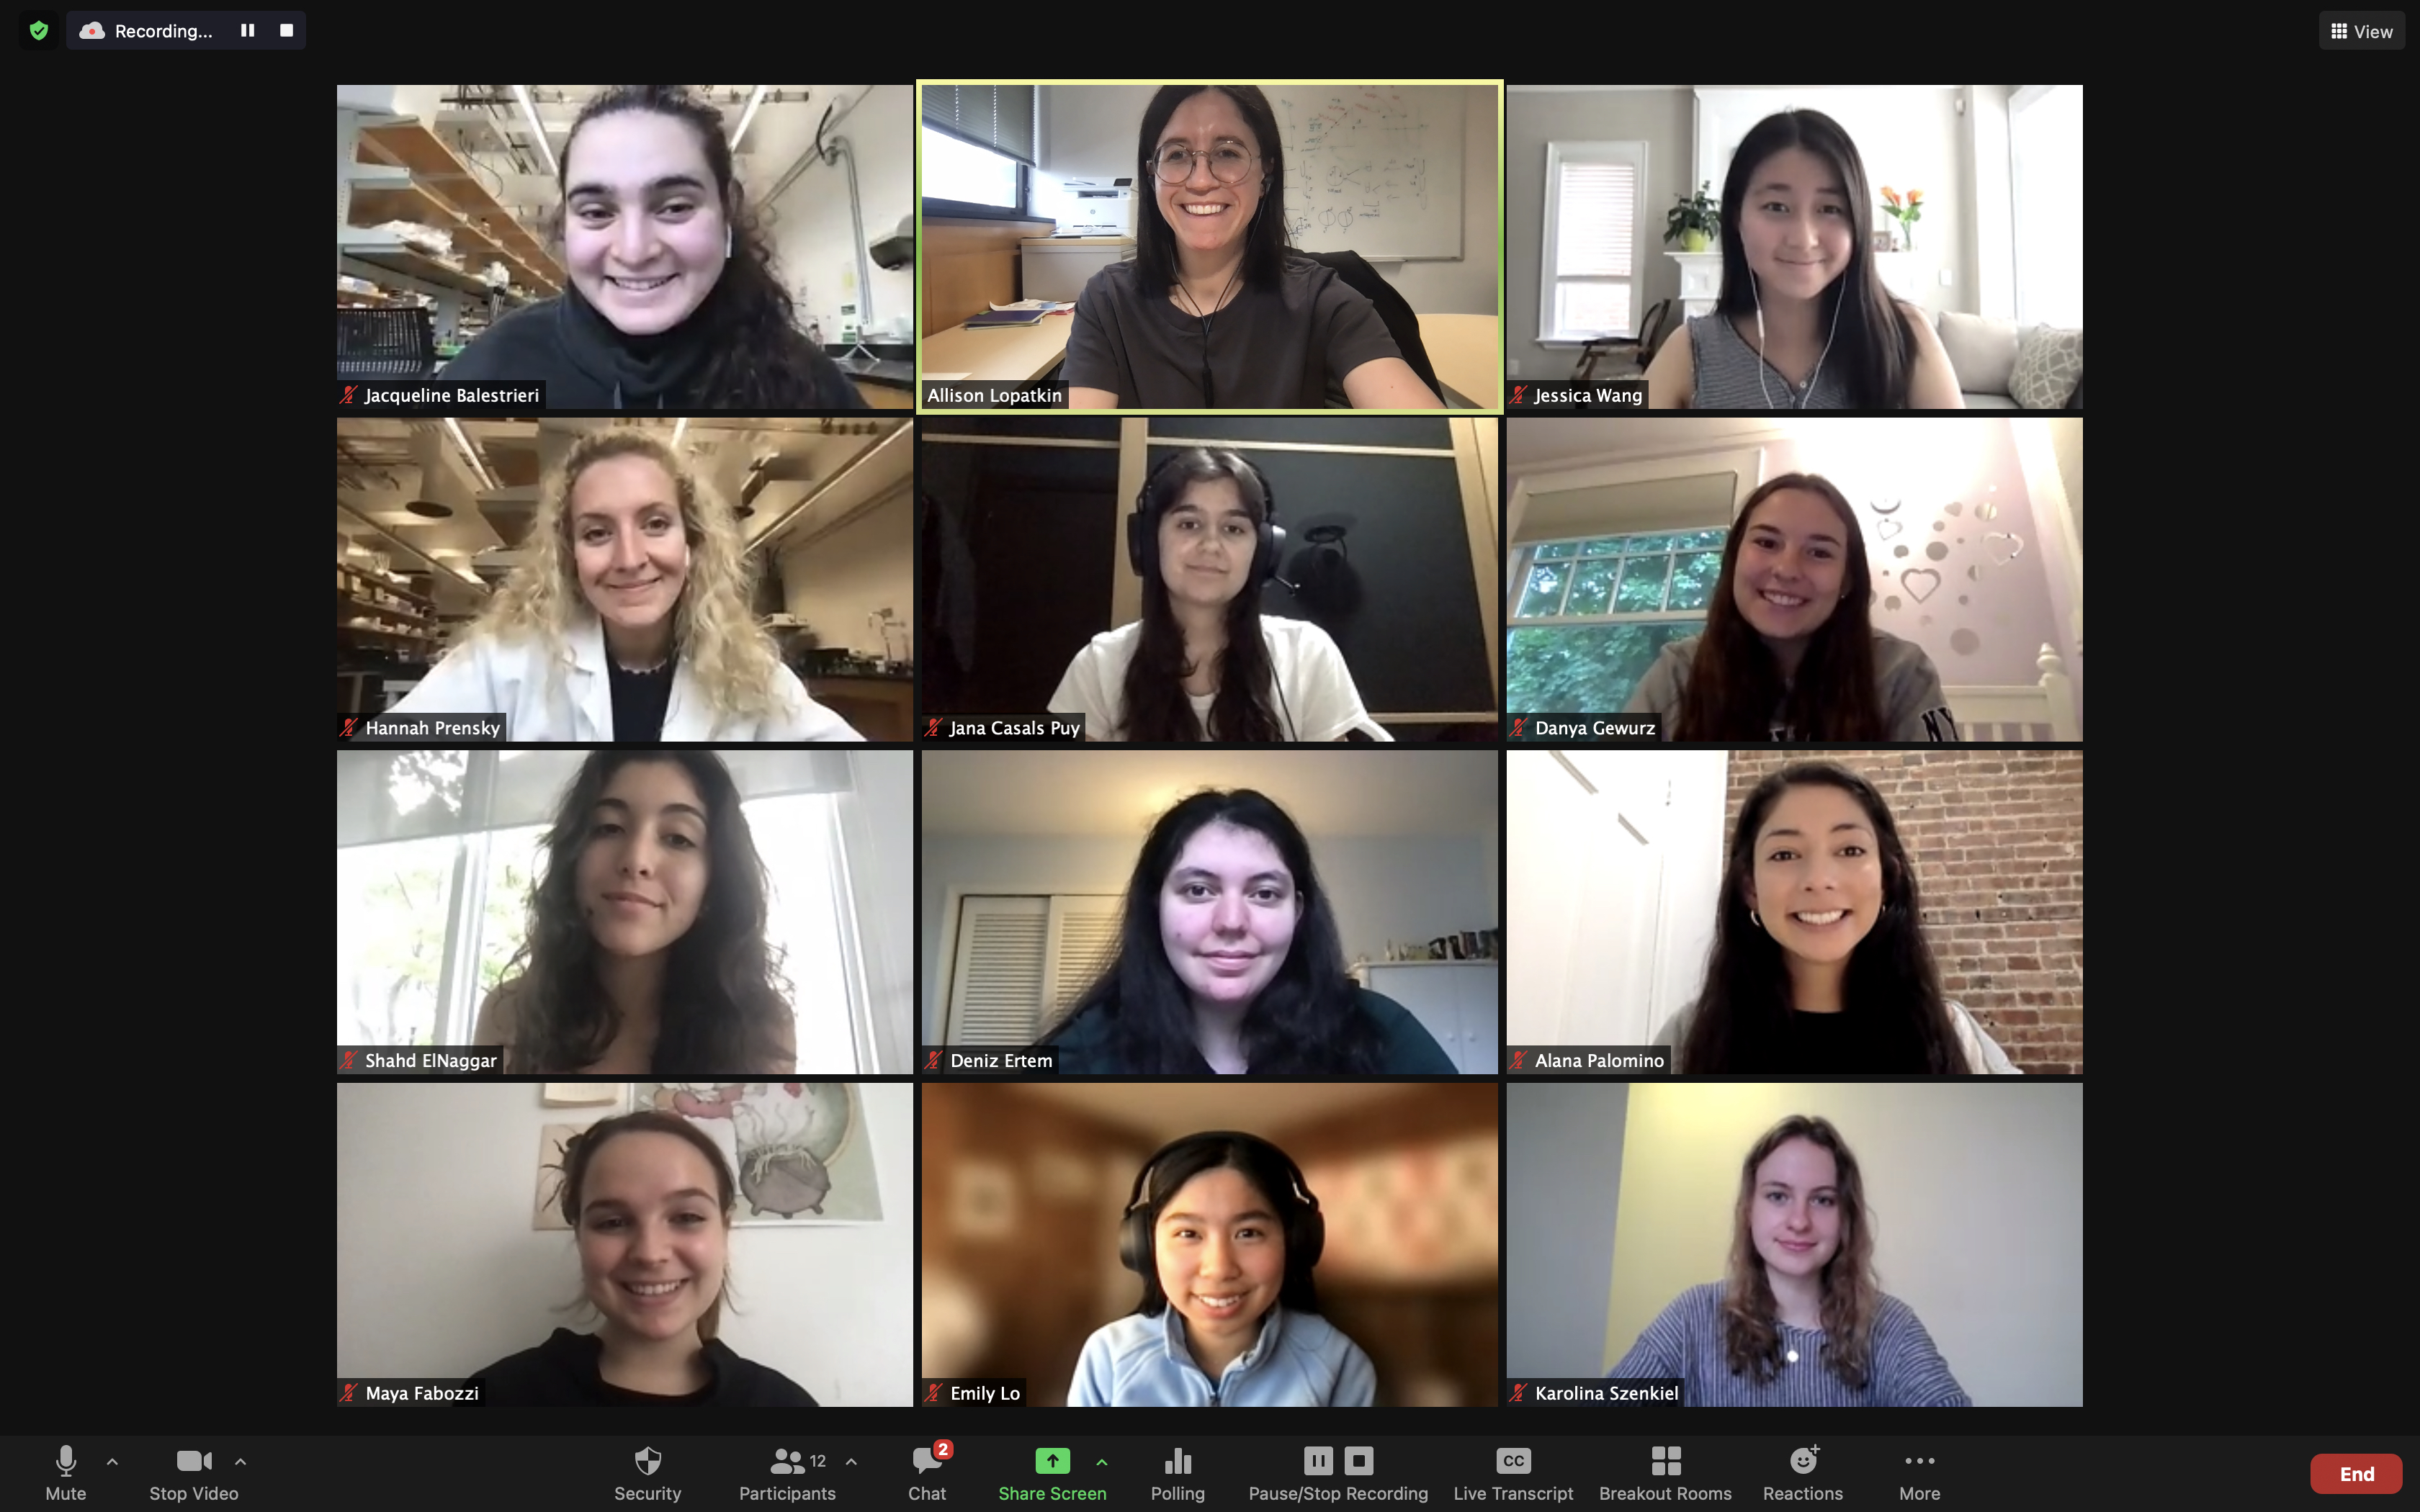 Recording...
View
Jacqueline Balestrieri
Allison Lopatkin
Jessica Wang
Hannah Prensky
Jana Casals Puy
Danya Gewurz
NY
Shahd ElNaggar
Deniz Ertem
Alana Palomino
Maya Fabozzi
Emily Lo
Karolina Szenkiel
Mute
Stop Video
Security
12
Participants
2
Chat
Share Screen
Polling
Pause/Stop Recording
CC
Live Transcript
Breakout Rooms
Reactions
More
End